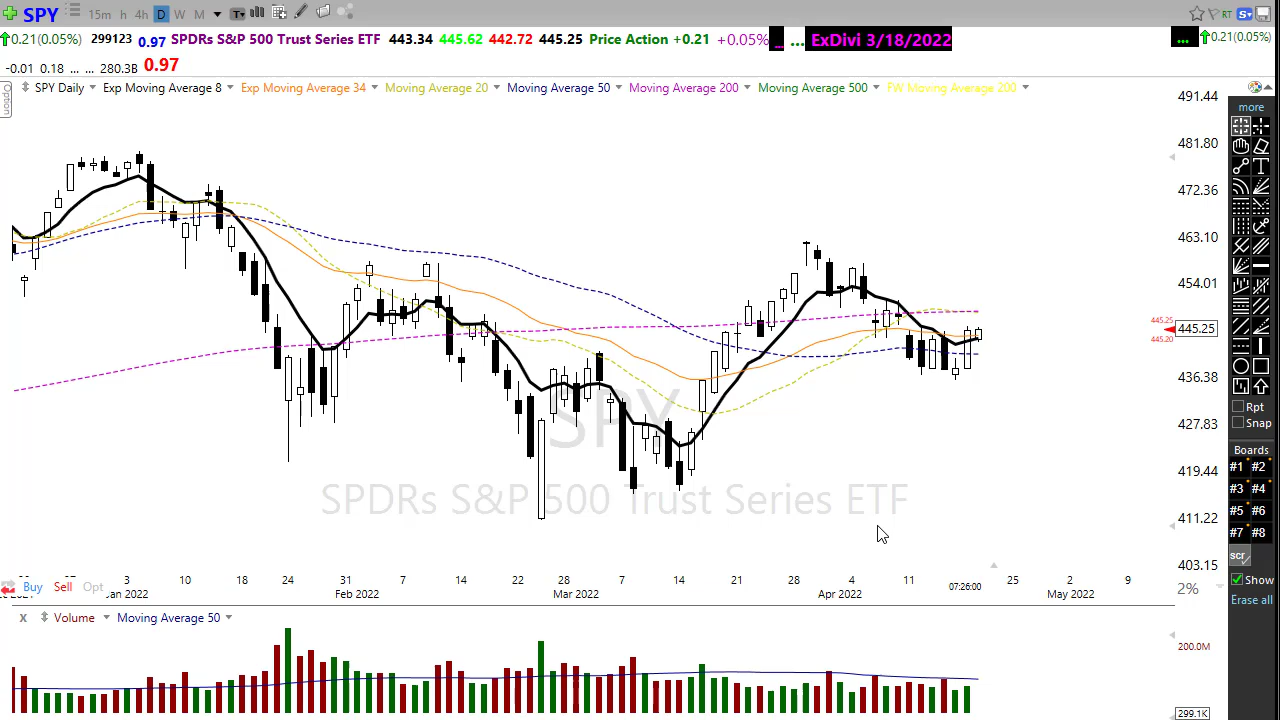 SPY 15m h 4h D W M T RT S
0.21(0.05%) 299123 0.97 SPDRs S&P 500 Trust Series ETF 443.34 445.62 442.72 445.25 Price Action +0.21 +0.05% ... ... ExDivi 3/18/2022 ... 0.21(0.05%)
-0.01 0.18 ... ... 280.3B 0.97
Option
SPY Daily Exp Moving Average 8 Exp Moving Average 34 Moving Average 20 Moving Average 50 Moving Average 200 Moving Average 500 FW Moving Average 200
491.44
481.80
472.36
463.10
454.01
445.25
445.25
445.20
436.38
427.83
419.44
411.22
403.15
SPY
SPDRs S&P 500 Trust Series ETF
3 10 18 24 31 7 14 22 28 7 14 21 28 4 11 07:26:00 25 2 9
Buy Sell Opt
Jan 2022 Feb 2022 Mar 2022 Apr 2022 May 2022
2%
X Volume Moving Average 50
200.0M
299.1K
more
T
Rpt
Snap
Boards
#1 #2
#3 #4
#5 #6
#7 #8
scr
Show
Erase all